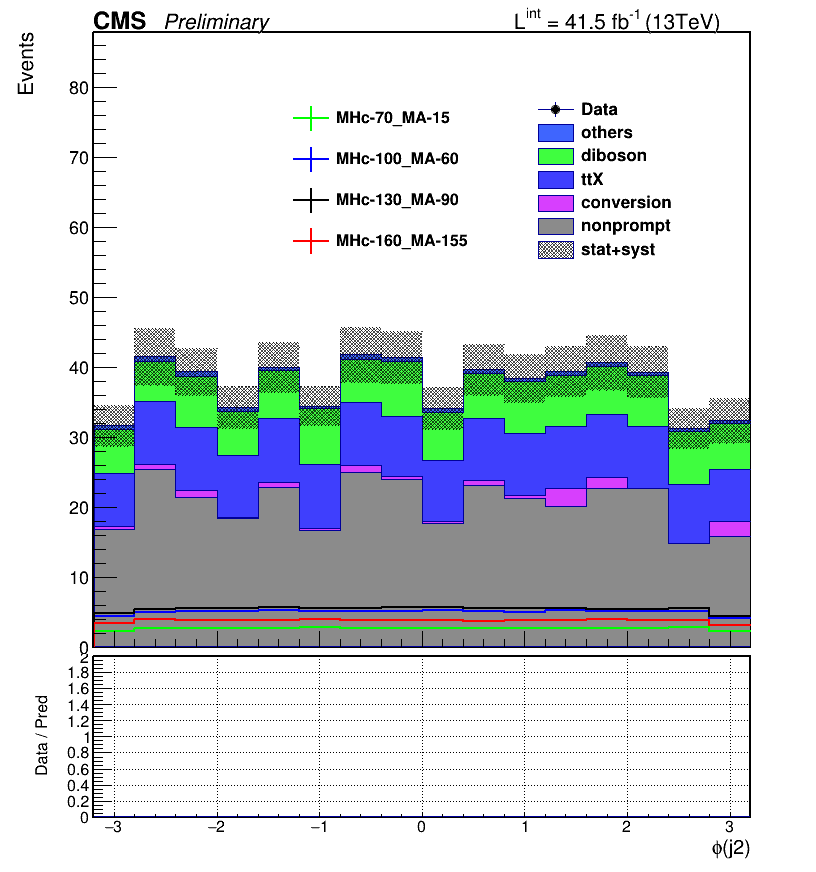 CMS Preliminary L^int = 41.5 fb^-1 (13TeV)
Events
80
70
60
50
40
30
20
10
0
MHc-70_MA-15
MHc-100_MA-60
MHc-130_MA-90
MHc-160_MA-155
Data
others
diboson
ttX
conversion
nonprompt
stat+syst
Data / Pred
2
1.8
1.6
1.4
1.2
1
0.8
0.6
0.4
0.2
0
−3 −2 −1 0 1 2 3
ϕ(j2)